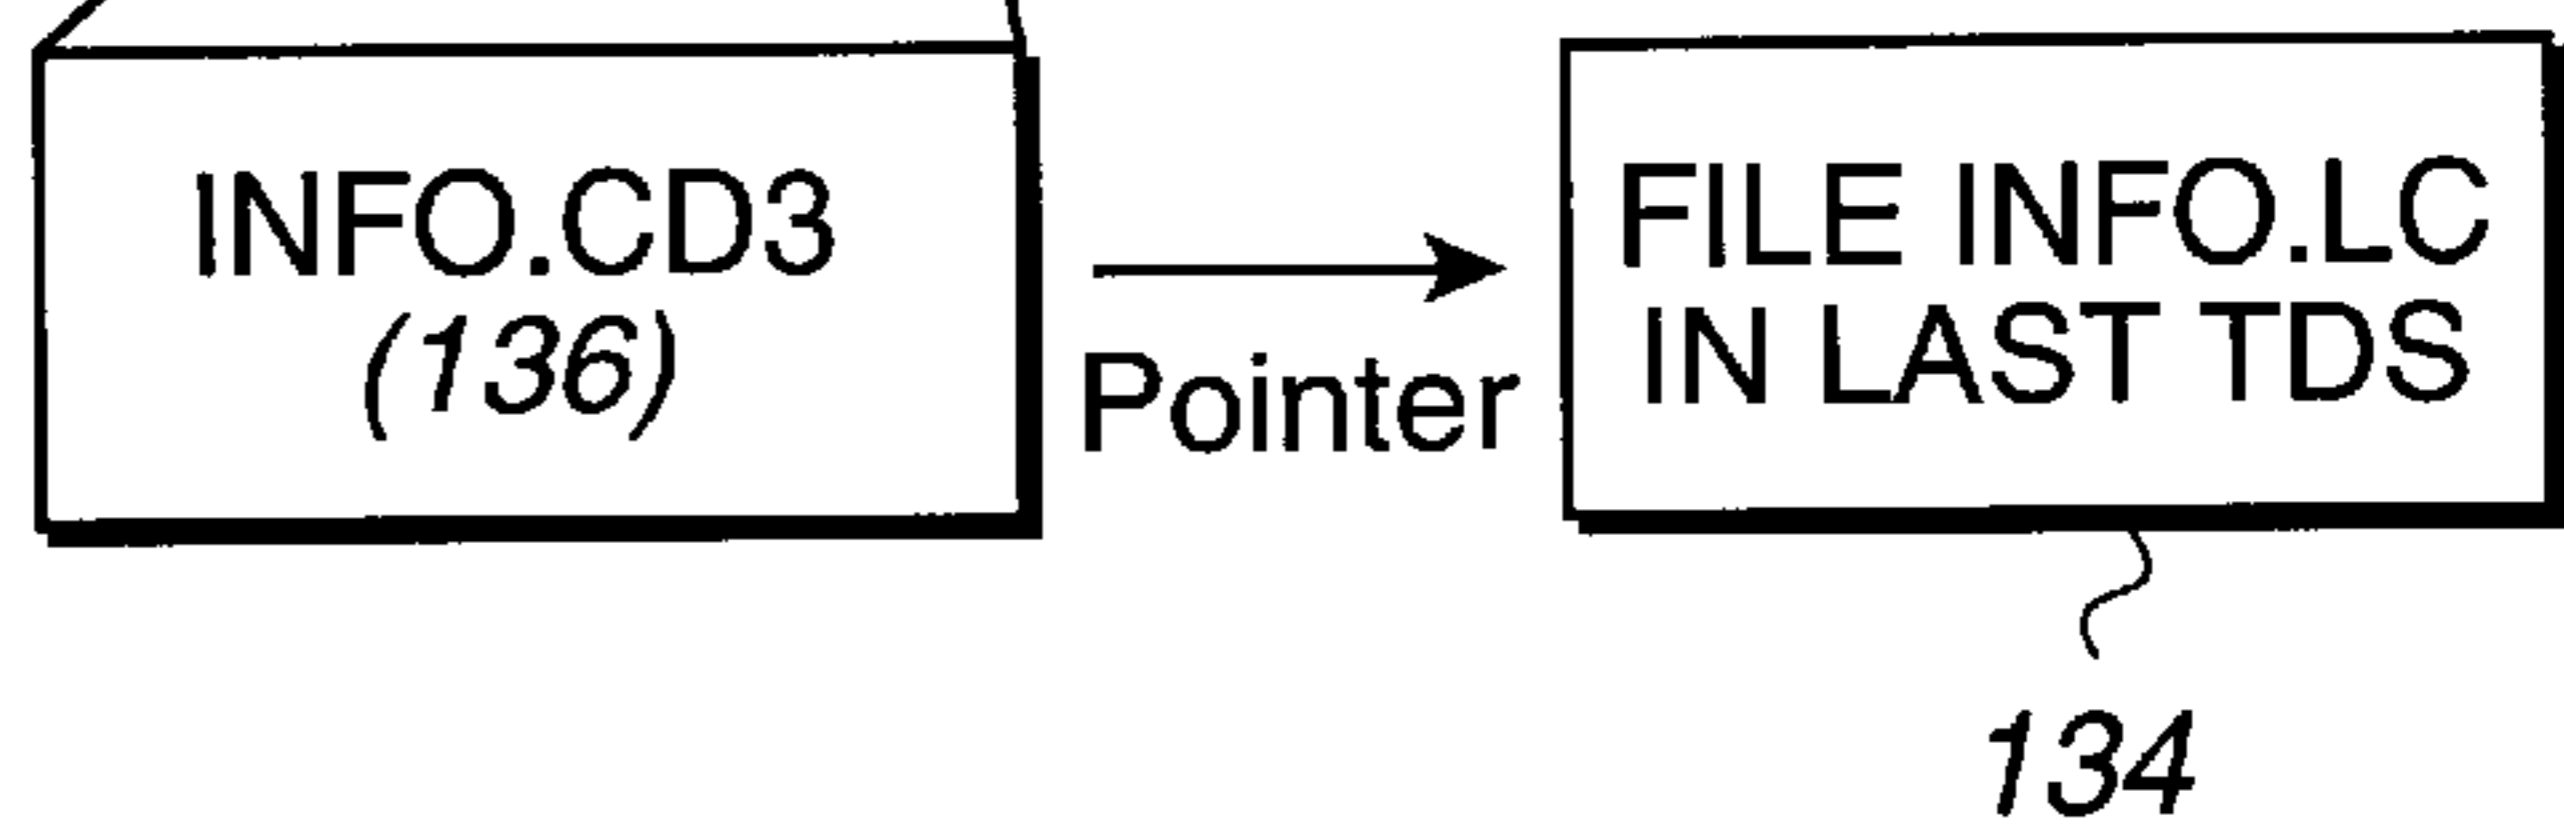 INFO.CD3
(136)
Pointer
FILE INFO.LC
IN LAST TDS
134